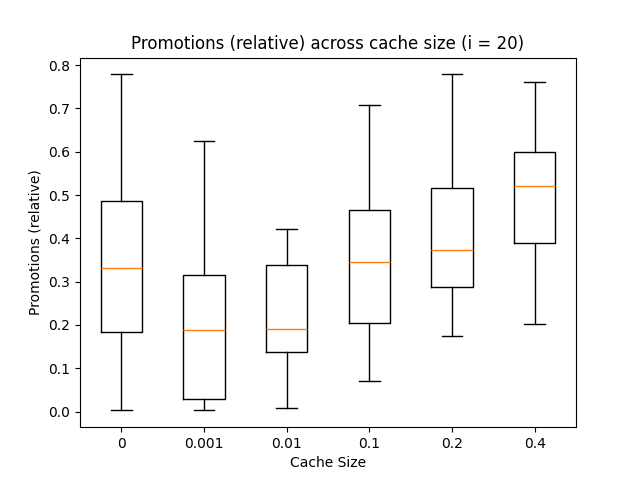 Promotions (relative) across cache size (i = 20)
Promotions (relative)
0.8
0.7
0.6
0.5
0.4
0.3
0.2
0.1
0.0
0 0.001 0.01 0.1 0.2 0.4
Cache Size